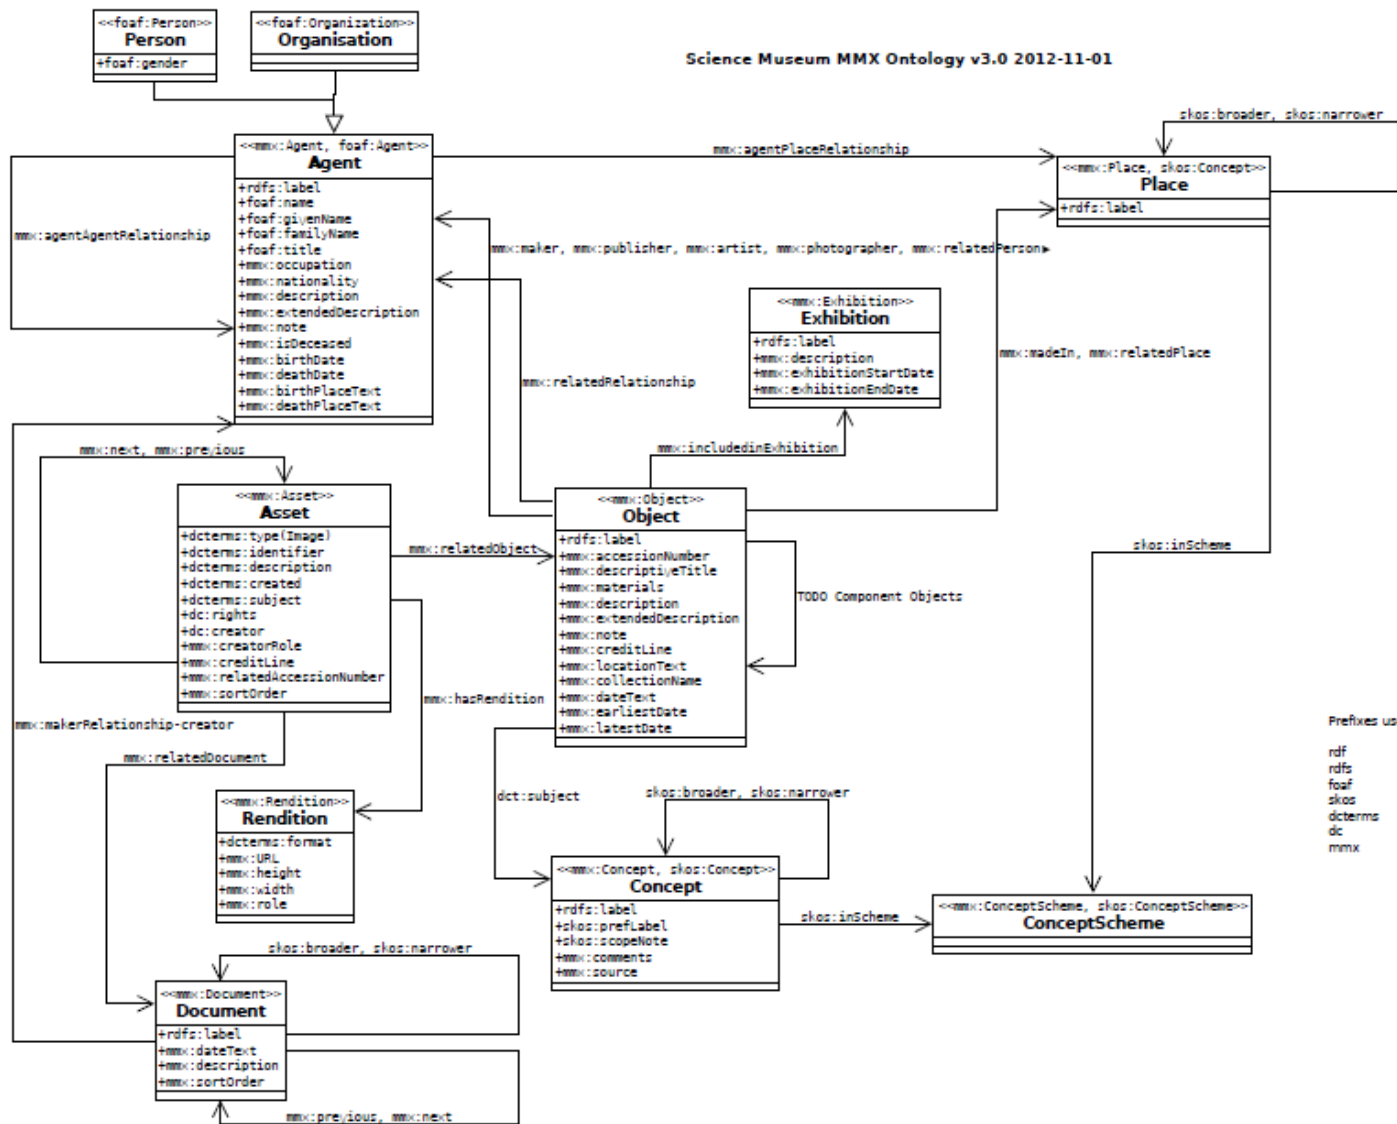 <<foaf:Person>>
Person
+foaf:gender
<<foaf:Organization>>
Organisation
Science Museum MMX Ontology v3.0 2012-11-01
<<mmx:Agent, foaf:Agent>>
Agent
+rdfs:label
+foaf:name
+foaf:givenName
+foaf:familyName
+foaf:title
+mmx:occupation
+mmx:nationality
+mmx:description
+mmx:extendedDescription
+mmx:note
+mmx:isDeceased
+mmx:birthDate
+mmx:deathDate
+mmx:birthPlaceText
+mmx:deathPlaceText
mmx:agentAgentRelationship
mmx:agentPlaceRelationship
skos:broader, skos:narrower
<<mmx:Place, skos:Concept>>
Place
+rdfs:label
mmx:maker, mmx:publisher, mmx:artist, mmx:photographer, mmx:relatedPerson▶
<<mmx:Exhibition>>
Exhibition
+rdfs:label
+mmx:description
+mmx:exhibitionStartDate
+mmx:exhibitionEndDate
mmx:madeIn, mmx:relatedPlace
mmx:relatedRelationship
mmx:includedinExhibition
mmx:next, mmx:previous
<<mmx:Asset>>
Asset
+dcterms:type(Image)
+dcterms:identifier
+dcterms:description
+dcterms:created
+dcterms:subject
+dc:rights
+dc:creator
+mmx:creatorRole
+mmx:creditLine
+mmx:relatedAccessionNumber
+mmx:sortOrder
mmx:relatedObject
<<mmx:Object>>
Object
+rdfs:label
+mmx:accessionNumber
+mmx:descriptiveTitle
+mmx:materials
+mmx:description
+mmx:extendedDescription
+mmx:note
+mmx:creditLine
+mmx:locationText
+mmx:collectionName
+mmx:dateText
+mmx:earliestDate
+mmx:latestDate
TODO Component Objects
skos:inScheme
mmx:hasRendition
mmx:makerRelationship-creator
mmx:relatedDocument
<<mmx:Rendition>>
Rendition
+dcterms:format
+mmx:URL
+mmx:height
+mmx:width
+mmx:role
dct:subject
skos:broader, skos:narrower
<<mmx:Concept, skos:Concept>>
Concept
+rdfs:label
+skos:prefLabel
+skos:scopeNote
+mmx:comments
+mmx:source
skos:inScheme
<<mmx:ConceptScheme, skos:ConceptScheme>>
ConceptScheme
Prefixes us
rdf
rdfs
foaf
skos
dcterms
dc
mmx
skos:broader, skos:narrower
<<mmx:Document>>
Document
+rdfs:label
+mmx:dateText
+mmx:description
+mmx:sortOrder
mmx:previous, mmx:next